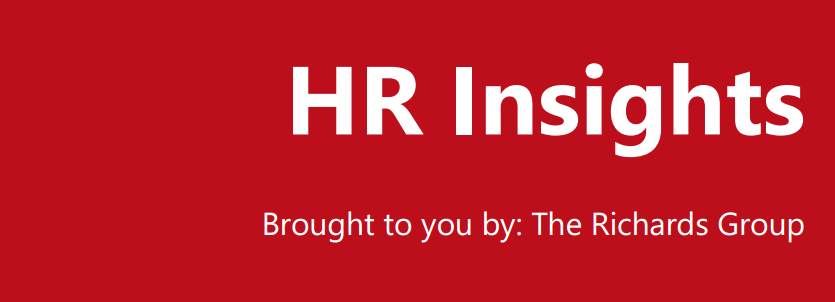 HR Insights
Brought to you by: The Richards Group